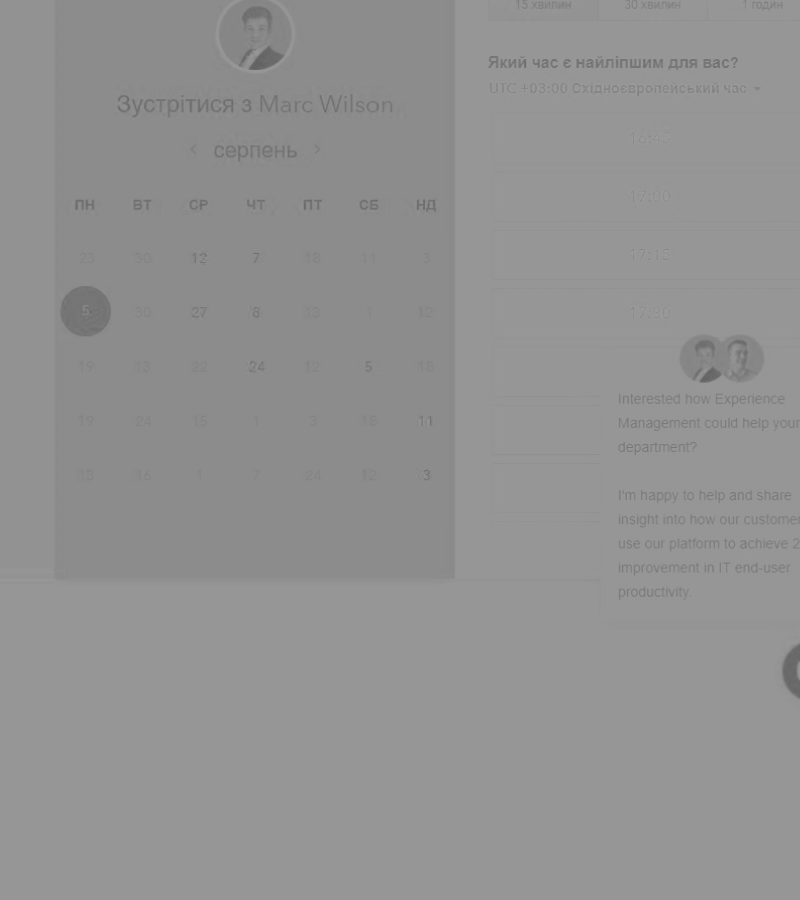 15 хвилин 30 хвилин 1 годин
Зустрітися з Marc Wilson
серпень
ПН ВТ СР ЧТ ПТ СБ НД
23 30 12 7 18 11 3
5 30 27 8 13 1 12
19 13 22 24 12 5 18
19 24 15 1 3 18 11
13 16 1 7 24 12 3
Який час є найліпшим для вас?
UTC +03:00 Східноєвропейський час
16:45
17:00
17:15
17:30
Interested how Experience
Management could help your
department?
I'm happy to help and share
insight into how our customer
use our platform to achieve 2
improvement in IT end-user
productivity.